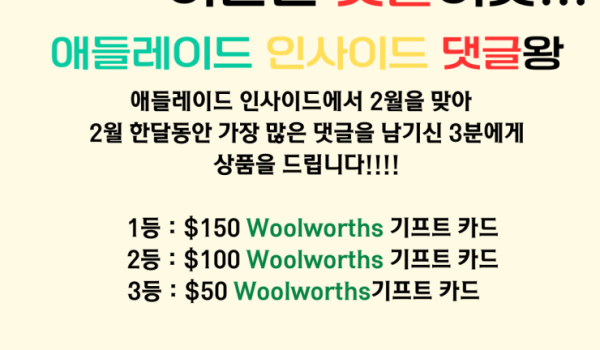 애들레이드 인사이드 댓글왕
애들레이드 인사이드에서 2월을 맞아
2월 한달동안 가장 많은 댓글을 남기신 3분에게
상품을 드립니다!!!!
1등 : $150 Woolworths 기프트 카드
2등 : $100 Woolworths 기프트 카드
3등 : $50 Woolworths기프트 카드